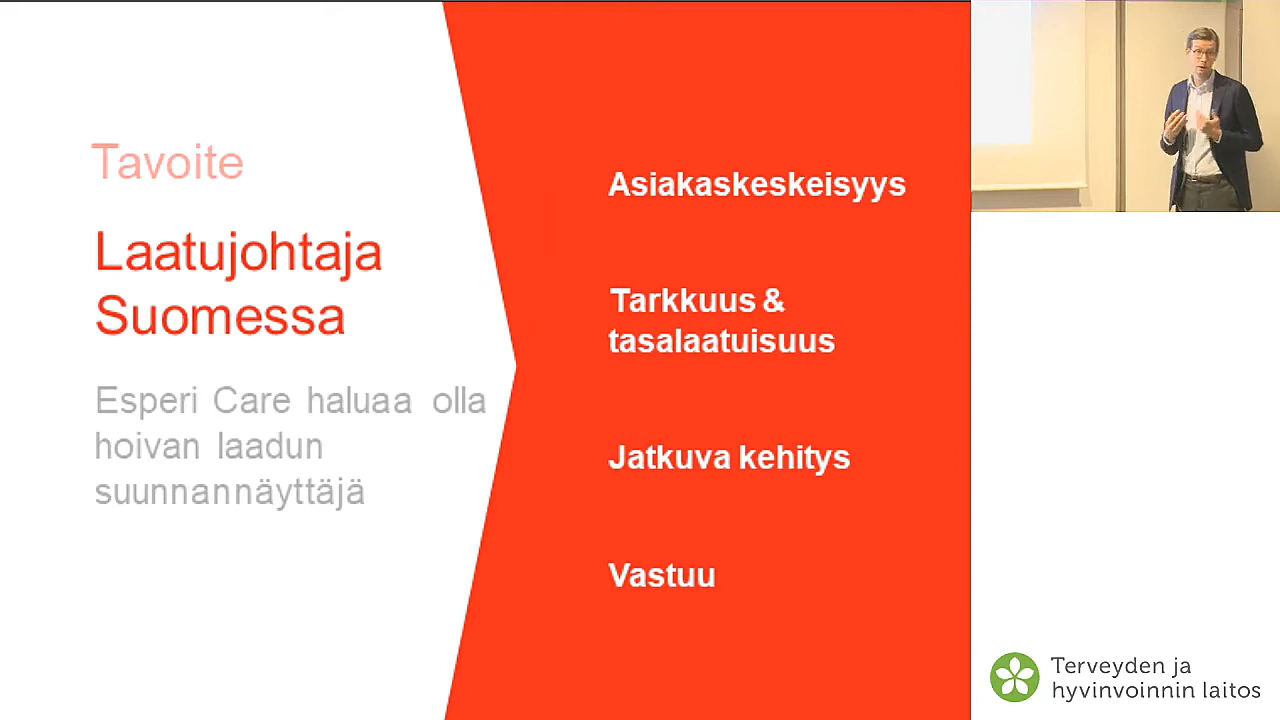 Tavoite
Laatujohtaja
Suomessa
Esperi Care haluaa olla
hoivan laadun
suunnannäyttäjä
Asiakaskeskeisyys
Tarkkuus &
tasalaatuisuus
Jatkuva kehitys
Vastuu
Terveyden ja
hyvinvoinnin laitos